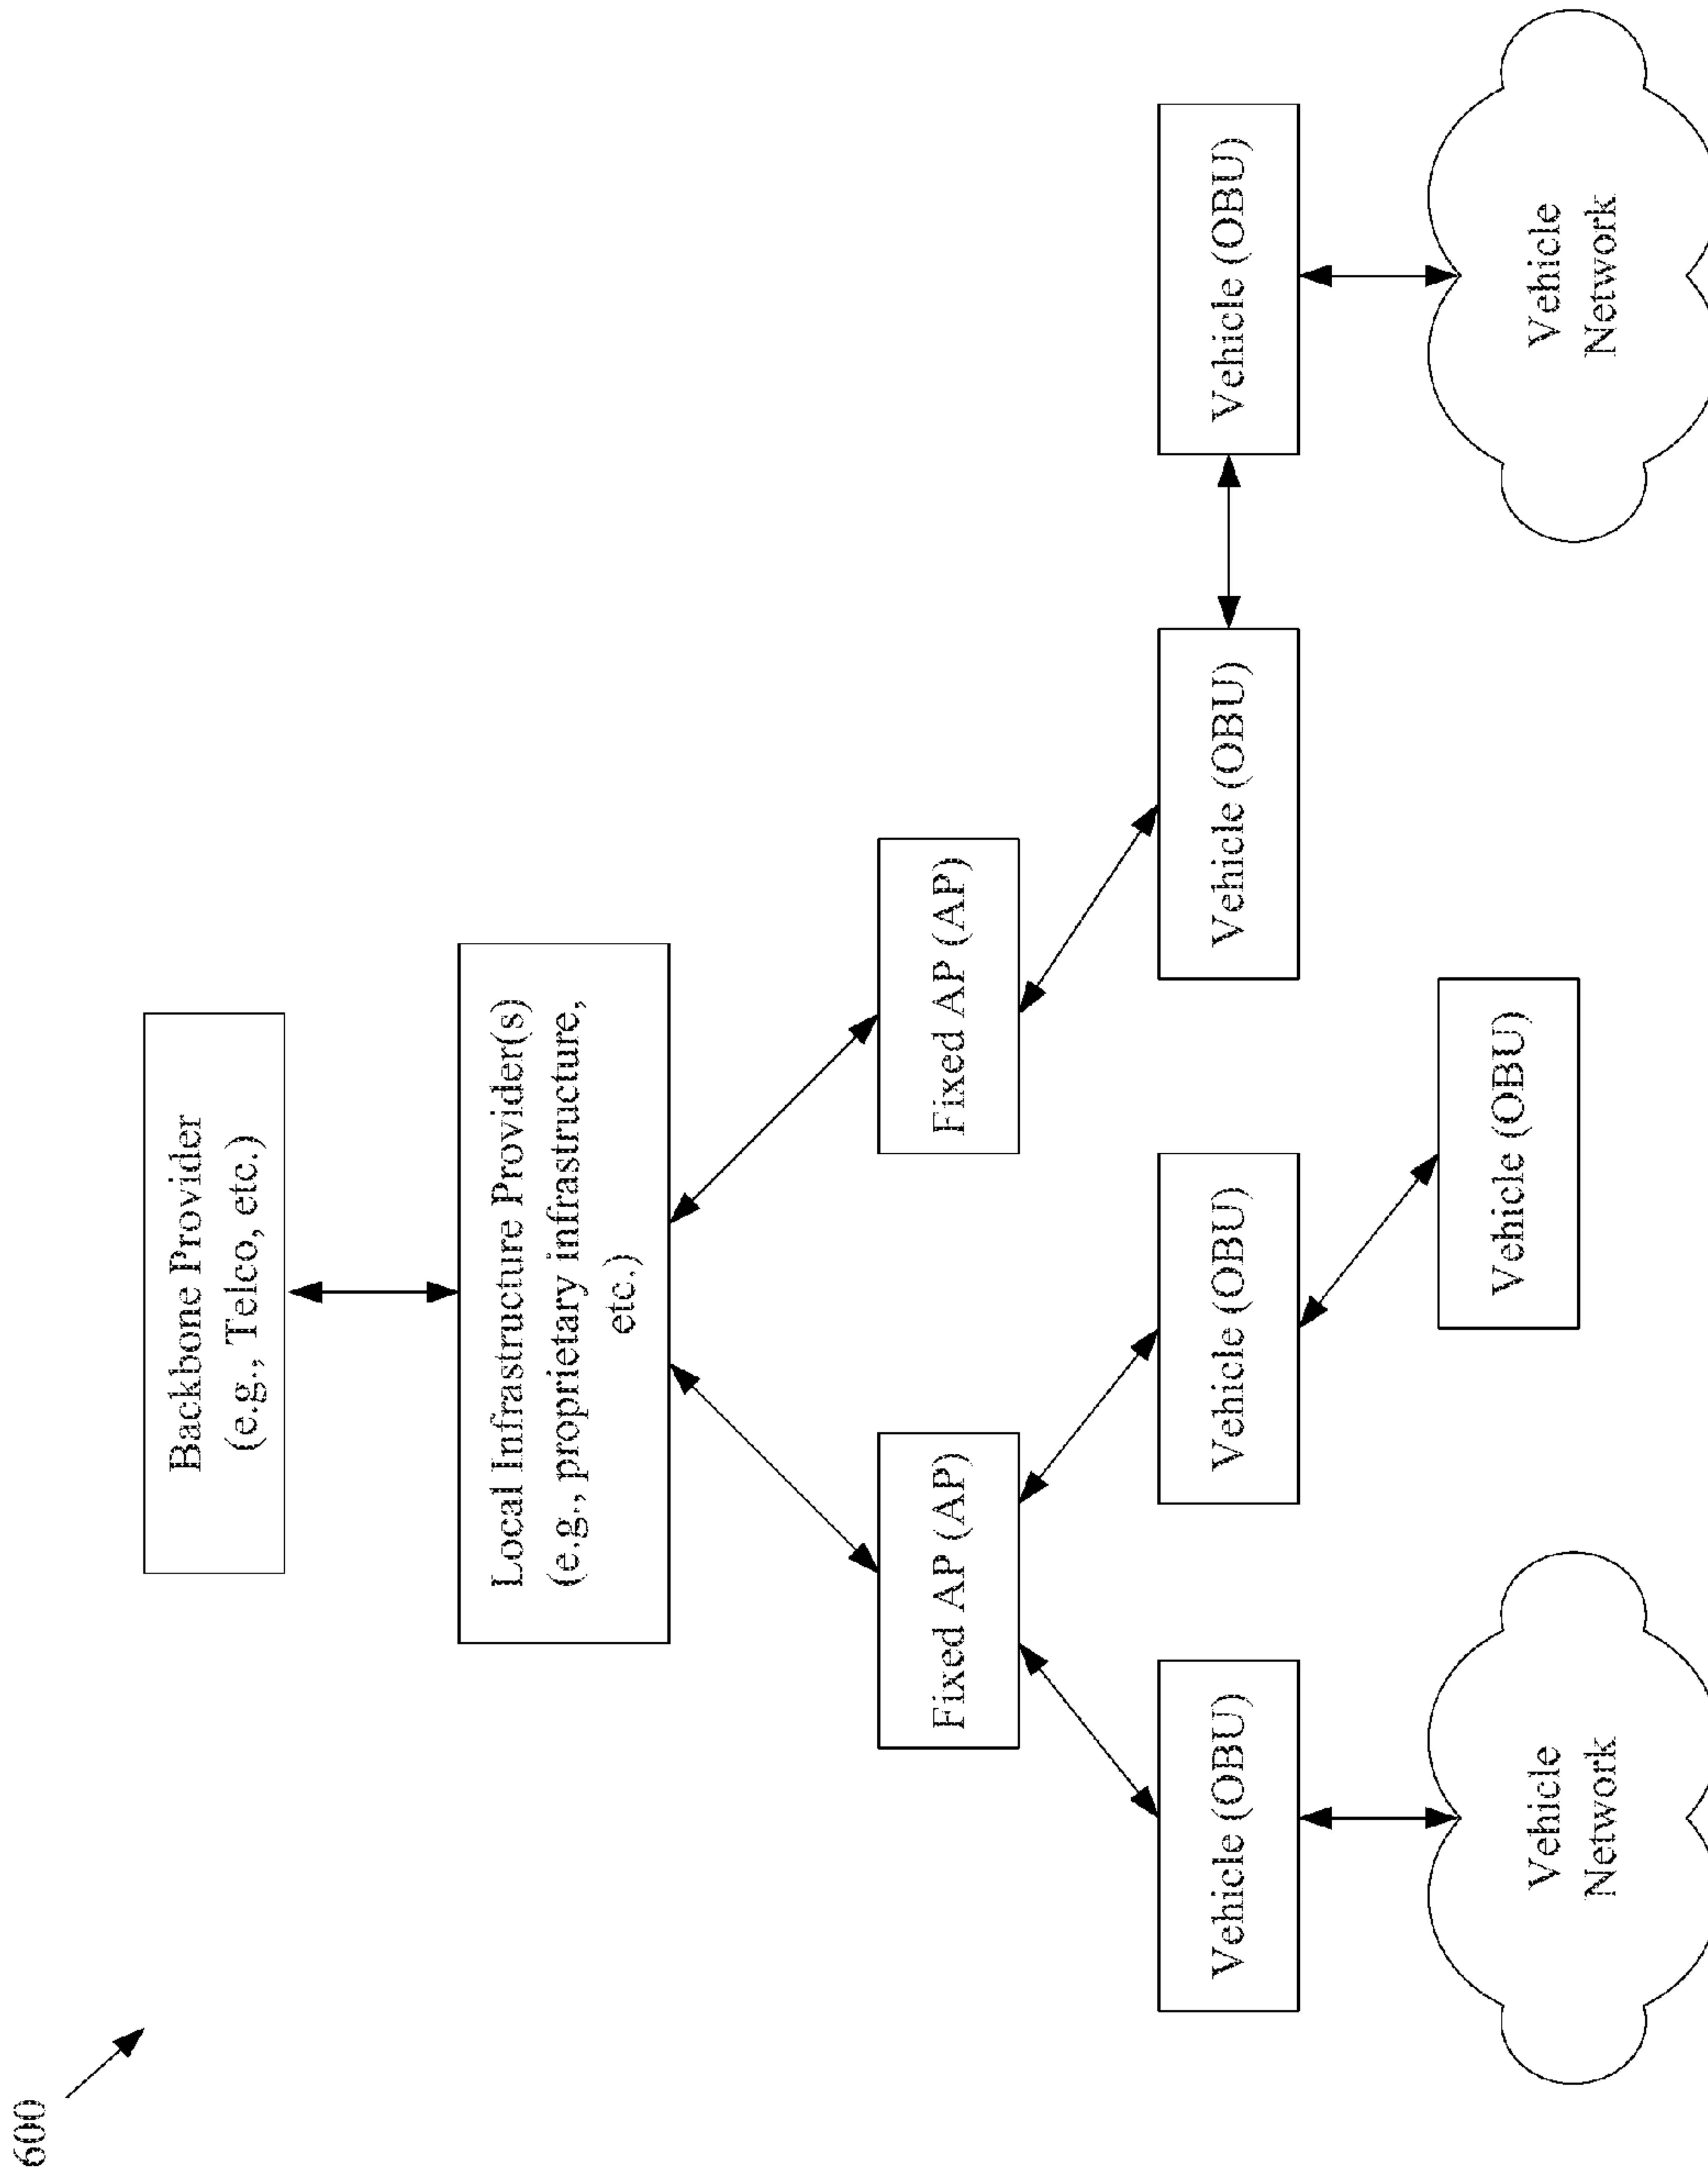 600
Backbone Provider
(e.g., Telco, etc.)
Local Infrastructure Provider(s)
(e.g., proprietary infrastructure,
etc.)
Fixed AP (AP)
Fixed AP (AP)
Vehicle (OBU)
Vehicle (OBU)
Vehicle (OBU)
Vehicle (OBU)
Vehicle (OBU)
Vehicle
Network
Vehicle
Network